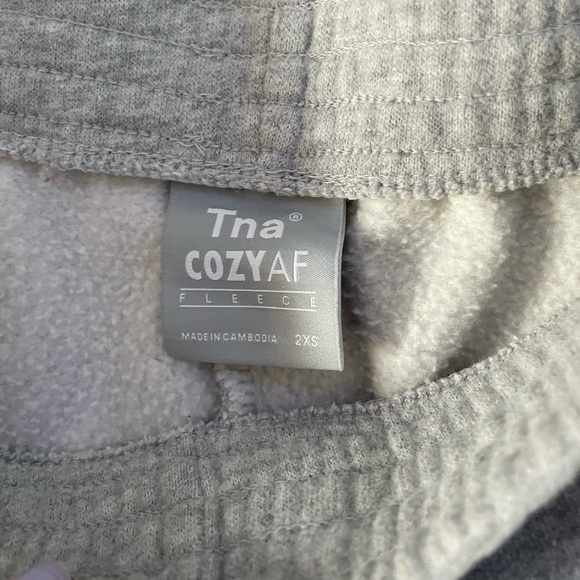 Tna®
COZYAF
FLEECE
MADE IN CAMBODIA 2XS